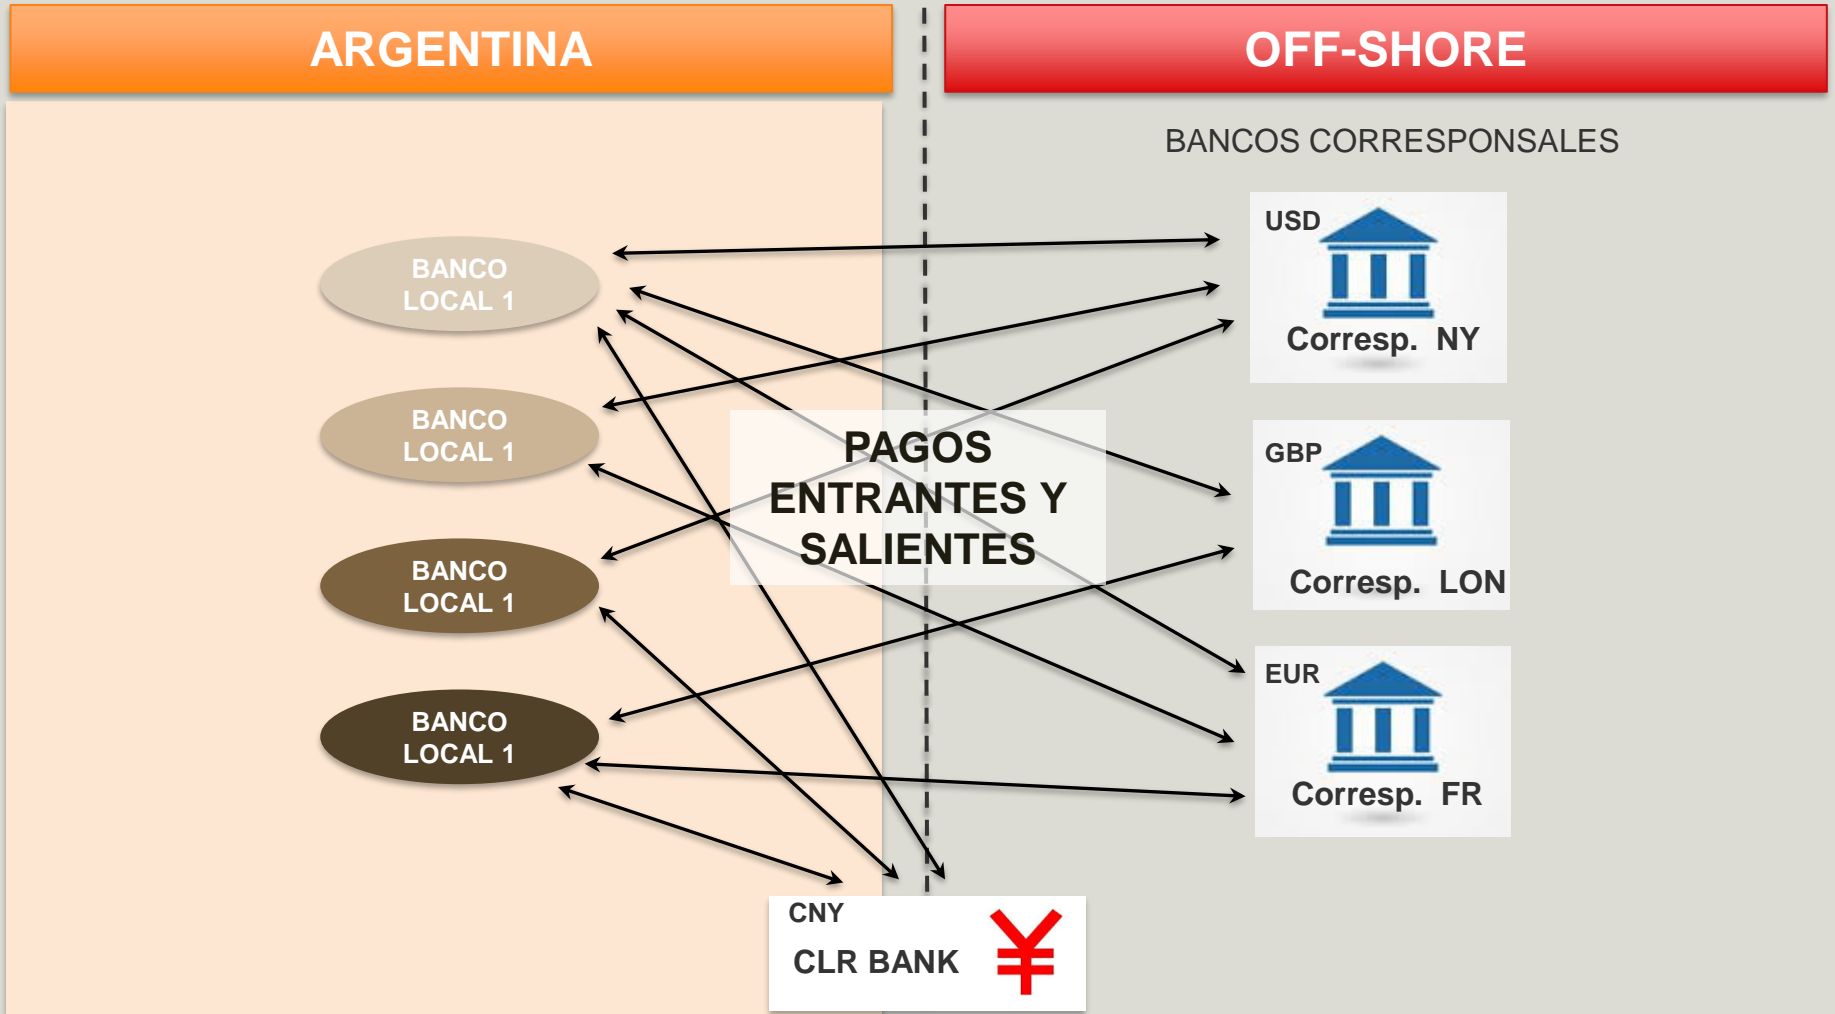 ARGENTINA
OFF-SHORE
BANCOS CORRESPONSALES
BANCO
LOCAL 1
BANCO
LOCAL 1
BANCO
LOCAL 1
BANCO
LOCAL 1
PAGOS
ENTRANTES Y
SALIENTES
USD
Corresp. NY
GBP
Corresp. LON
EUR
Corresp. FR
CNY
CLR BANK ¥